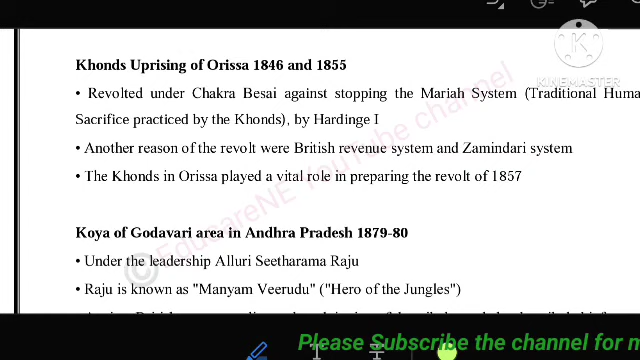 Khonds Uprising of Orissa 1846 and 1855
• Revolted under Chakra Besai against stopping the Mariah System (Traditional Huma
Sacrifice practiced by the Khonds), by Hardinge I
• Another reason of the revolt were British revenue system and Zamindari system
• The Khonds in Orissa played a vital role in preparing the revolt of 1857
Koya of Godavari area in Andhra Pradesh 1879-80
• Under the leadership Alluri Seetharama Raju
• Raju is known as "Manyam Veerudu" ("Hero of the Jungles")
©EducareNE YouTube channel
KINEMASTER
Please Subscribe the channel for n